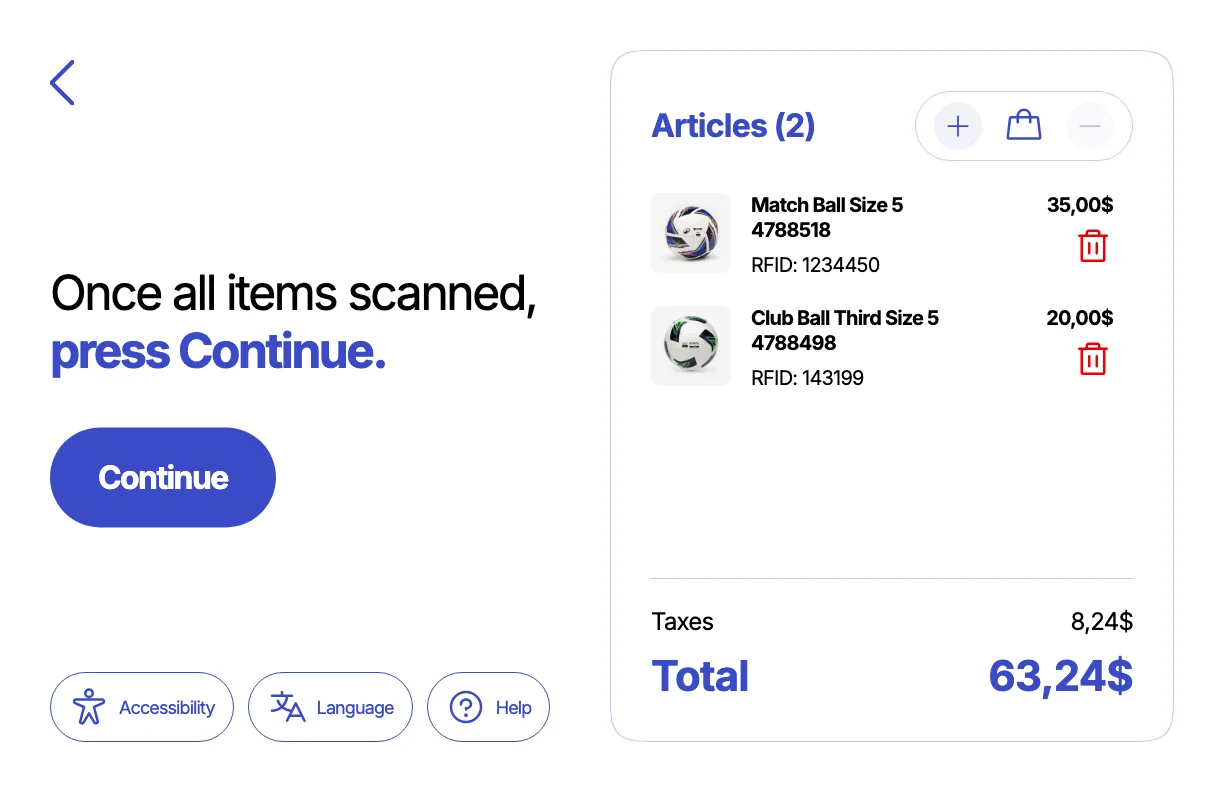 Once all items scanned,
press Continue.
Continue
Accessibility
Language
Help
Articles (2)
Match Ball Size 5
35,00$
4788518
RFID: 1234450
Club Ball Third Size 5
20,00$
4788498
RFID: 143199
Taxes
8,24$
Total
63,24$